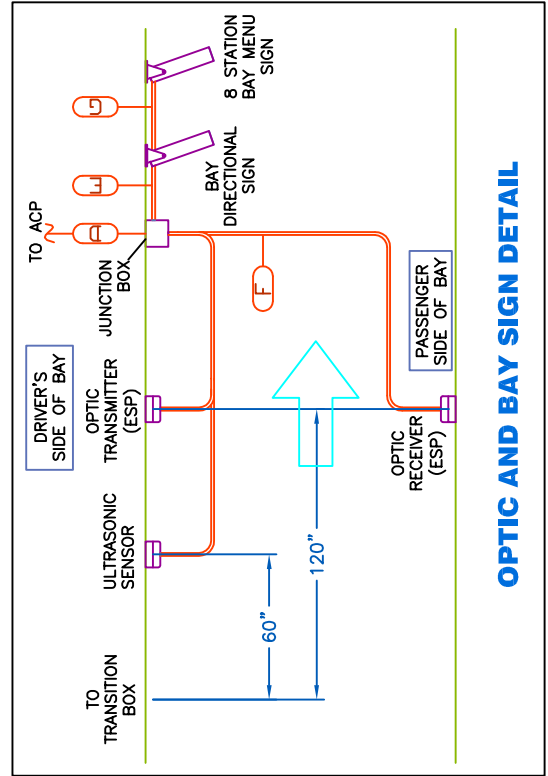 TO ACP
A
E
G
8 STATION
BAY MENU
SIGN
BAY
DIRECTIONAL
SIGN
JUNCTION
BOX
F
DRIVER'S
SIDE OF BAY
OPTIC
TRANSMITTER
(ESP)
ULTRASONIC
SENSOR
TO
TRANSITION
BOX
60"
120"
PASSENGER
SIDE OF BAY
OPTIC
RECEIVER
(ESP)
OPTIC AND BAY SIGN DETAIL